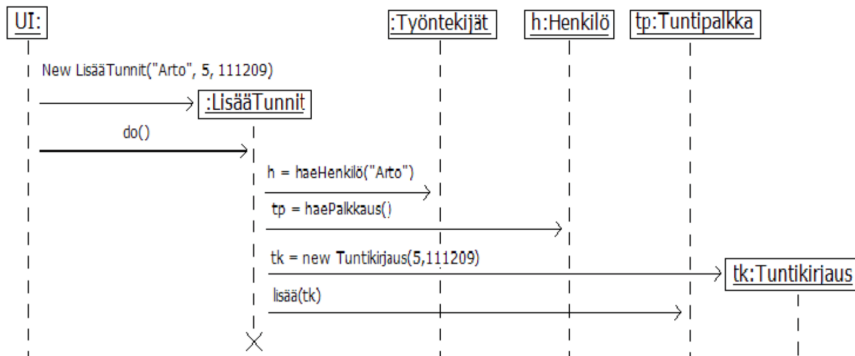 UI:
:Työntekijät
h:Henkilö
tp:Tuntipalkka
New LisääTunnit("Arto", 5, 111209)
:LisääTunnit
do()
h = haeHenkilö("Arto")
tp = haePalkkaus()
tk = new Tuntikirjaus(5,111209)
tk:Tuntikirjaus
lisää(tk)